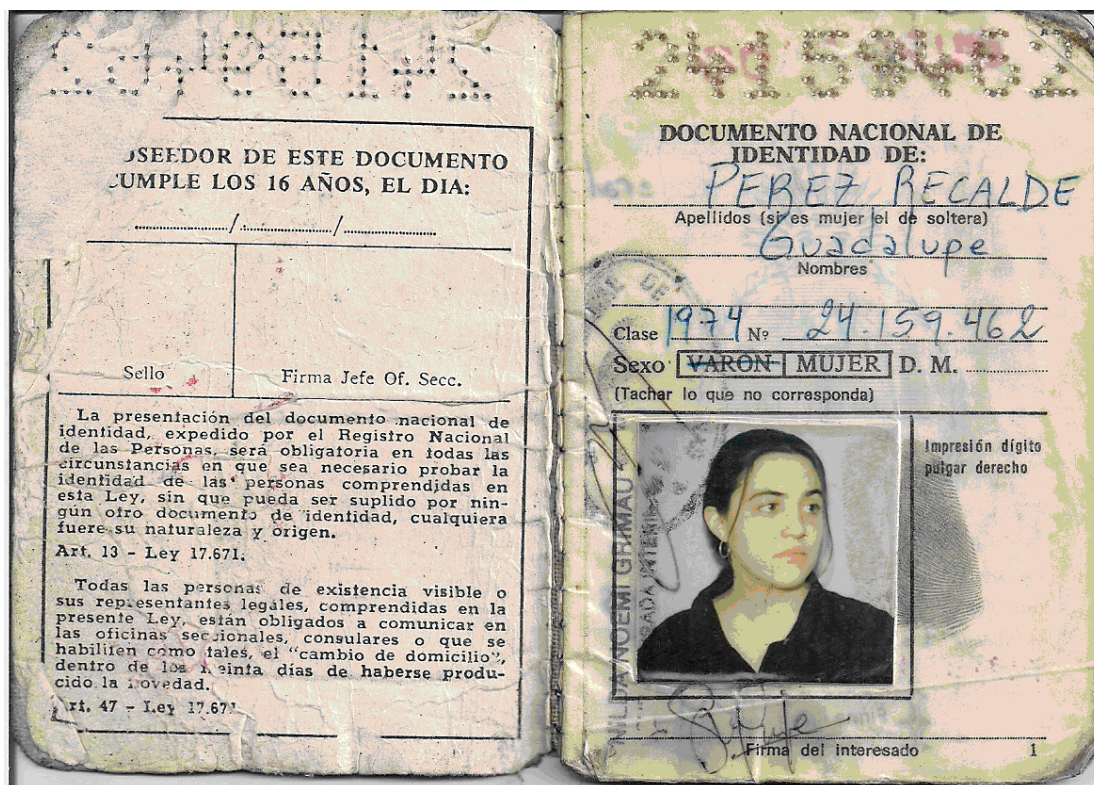 OSEEDOR DE ESTE DOCUMENTO
CUMPLE LOS 16 AÑOS, EL DIA:
Sello
Firma Jefe Of. Secc.
La presentación del documento nacional de
identidad, expedido por el Registro Nacional
de las Personas, será obligatoria en todas las
circunstancias en que sea necesario probar la
identidad de las personas comprendidas en
esta Ley, sin que pueda ser suplido por nin-
gún otro documento de identidad, cualquiera
fuere su naturaleza y origen.
Art. 13 - Ley 17.671.
Todas las personas de existencia visible o
sus representantes legales, comprendidas en la
presente Ley, están obligados a comunicar en
las oficinas seccionales, consulares o que se
habiliten como tales, el "cambio de domicilio",
dentro de los treinta días de haberse produ-
cido la novedad.
Art. 47 - Ley 17.671
24159462
DOCUMENTO NACIONAL DE
IDENTIDAD DE:
PEREZ RECALDE
Apellidos (si es mujer el de soltera)
Guadalupe
Nombres
Clase 1974 Nº 24.159.462
Sexo VARON MUJER D. M.
(Tachar lo que no corresponda)
Impresión dígito
pulgar derecho
NOEMI GRIMAU
Firma del interesado 1